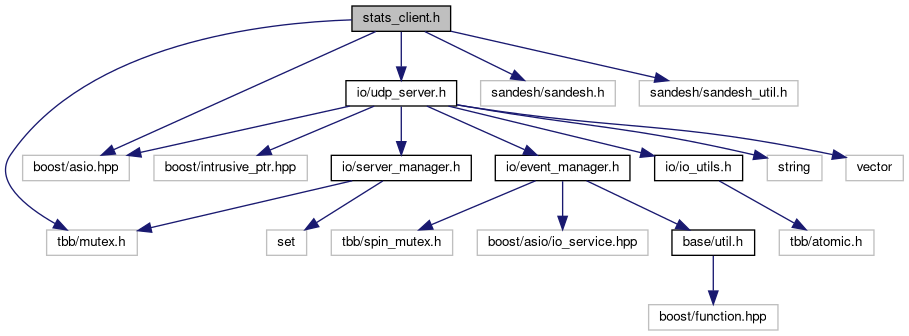 stats_client.h
io/udp_server.h
sandesh/sandesh.h
sandesh/sandesh_util.h
boost/asio.hpp
boost/intrusive_ptr.hpp
io/server_manager.h
io/event_manager.h
io/io_utils.h
string
vector
tbb/mutex.h
set
tbb/spin_mutex.h
boost/asio/io_service.hpp
base/util.h
tbb/atomic.h
boost/function.hpp